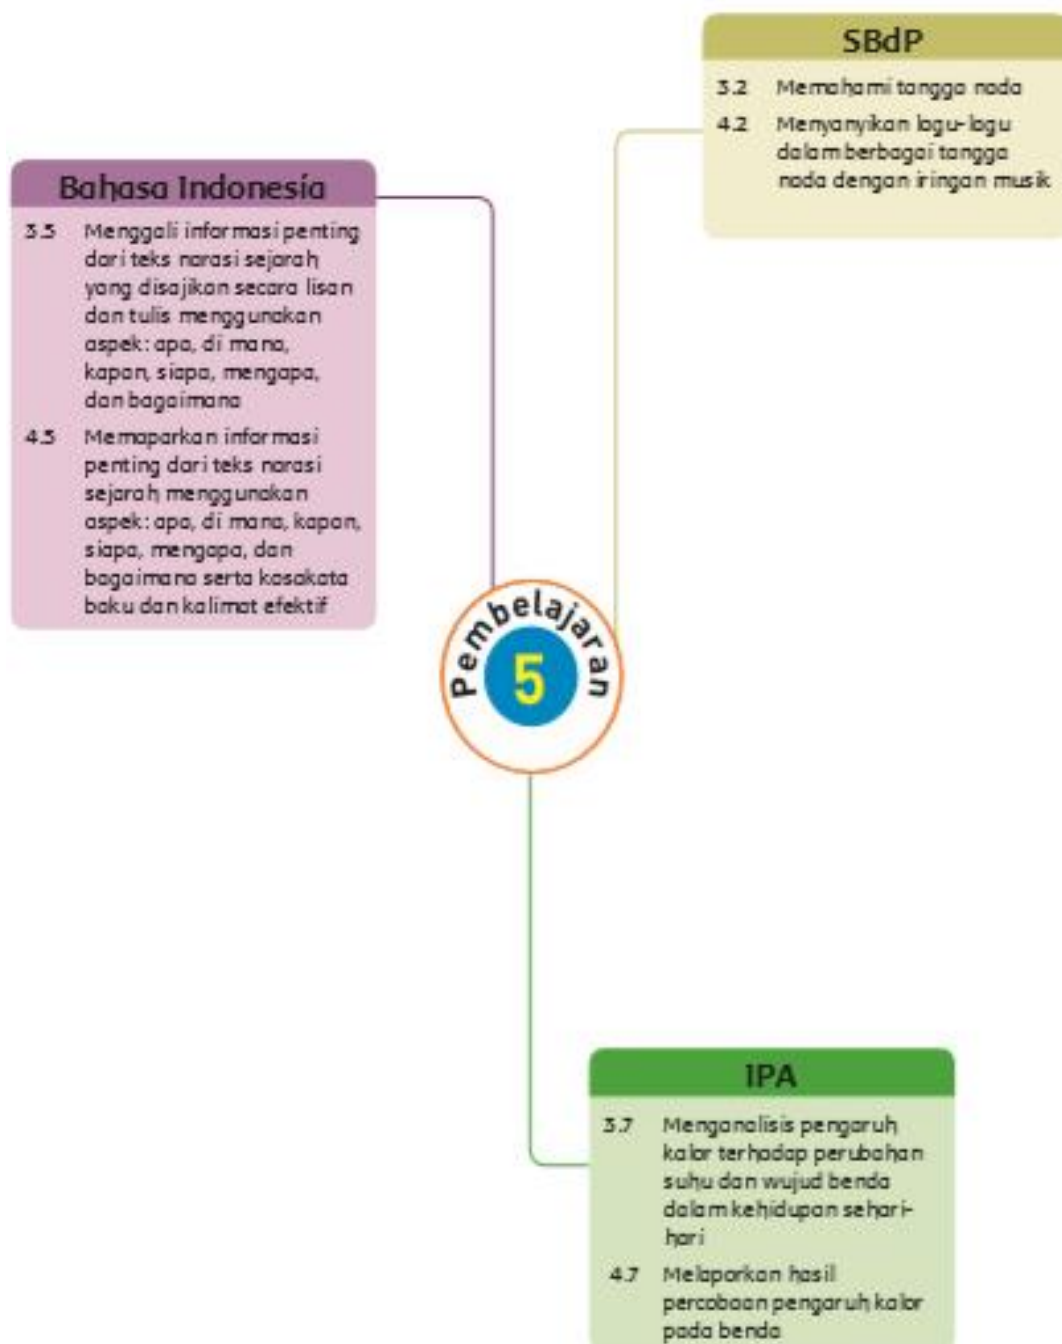 SBdP
3.2 Memahami tangga nada
4.2 Menyanyikan lagu-lagu
dalam berbagai tangga
nada dengan iringan musik
Bahasa Indonesia
3.5 Menggali informasi penting
dari teks narasi sejarah
yang disajikan secara lisan
dan tulis menggunakan
aspek: apa, di mana,
kapan, siapa, mengapa,
dan bagaimana
4.5 Memaparkan informasi
penting dari teks narasi
sejarah menggunakan
aspek: apa, di mana, kapan,
siapa, mengapa, dan
bagaimana serta kosakata
baku dan kalimat efektif
Pembelajaran
5
IPA
3.7 Menganalisis pengaruh
kalor terhadap perubahan
suhu dan wujud benda
dalam kehidupan sehari-
hari
4.7 Melaporkan hasil
percobaan pengaruh kalor
pada benda